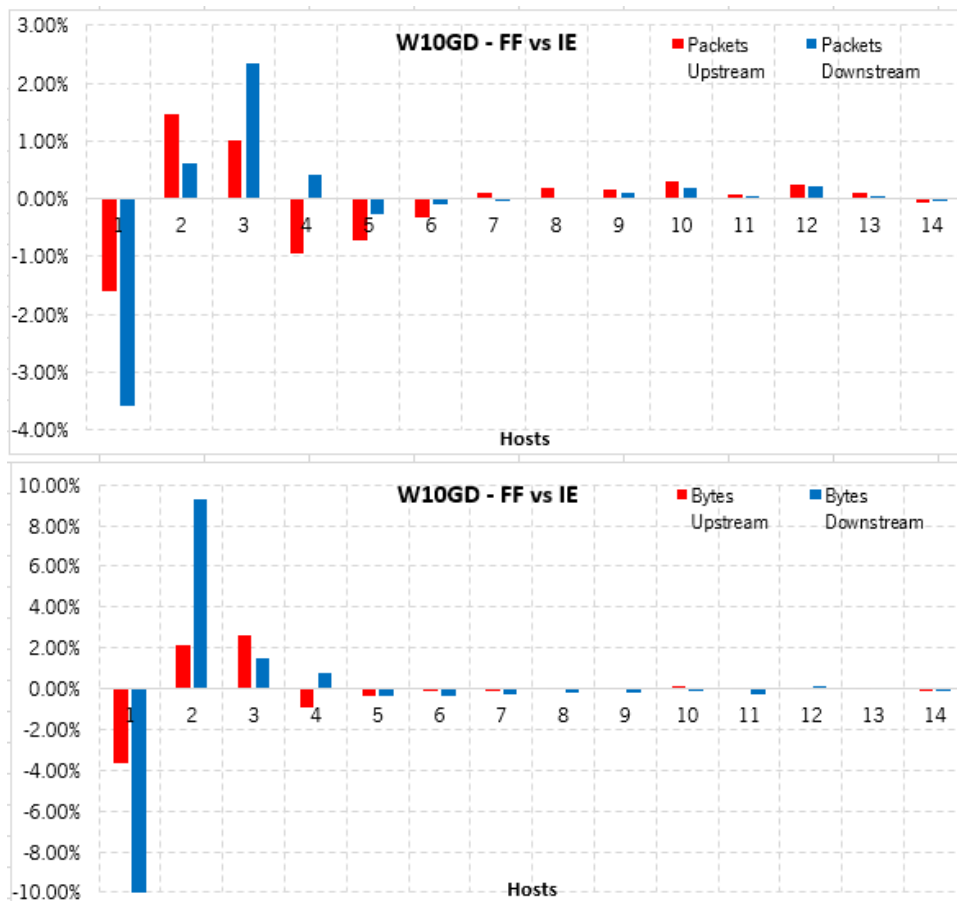 3.00%
W10GD - FF vs IE
Packets Upstream
Packets Downstream
2.00%
1.00%
0.00%
1 2 3 4 5 6 7 8 9 10 11 12 13 14
-1.00%
-2.00%
-3.00%
-4.00%
Hosts
10.00%
W10GD - FF vs IE
Bytes Upstream
Bytes Downstream
8.00%
6.00%
4.00%
2.00%
0.00%
1 2 3 4 5 6 7 8 9 10 11 12 13 14
-2.00%
-4.00%
-6.00%
-8.00%
-10.00%
Hosts